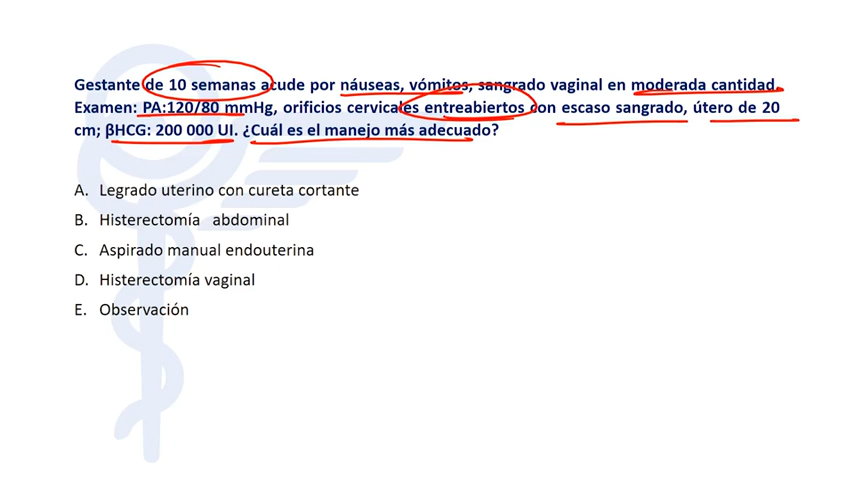 Gestante de 10 semanas acude por náuseas, vómitos, sangrado vaginal en moderada cantidad.
Examen: PA:120/80 mmHg, orificios cervicales entreabiertos con escaso sangrado, útero de 20
cm; βHCG: 200 000 UI. ¿Cuál es el manejo más adecuado?
A. Legrado uterino con cureta cortante
B. Histerectomía abdominal
C. Aspirado manual endouterina
D. Histerectomía vaginal
E. Observación